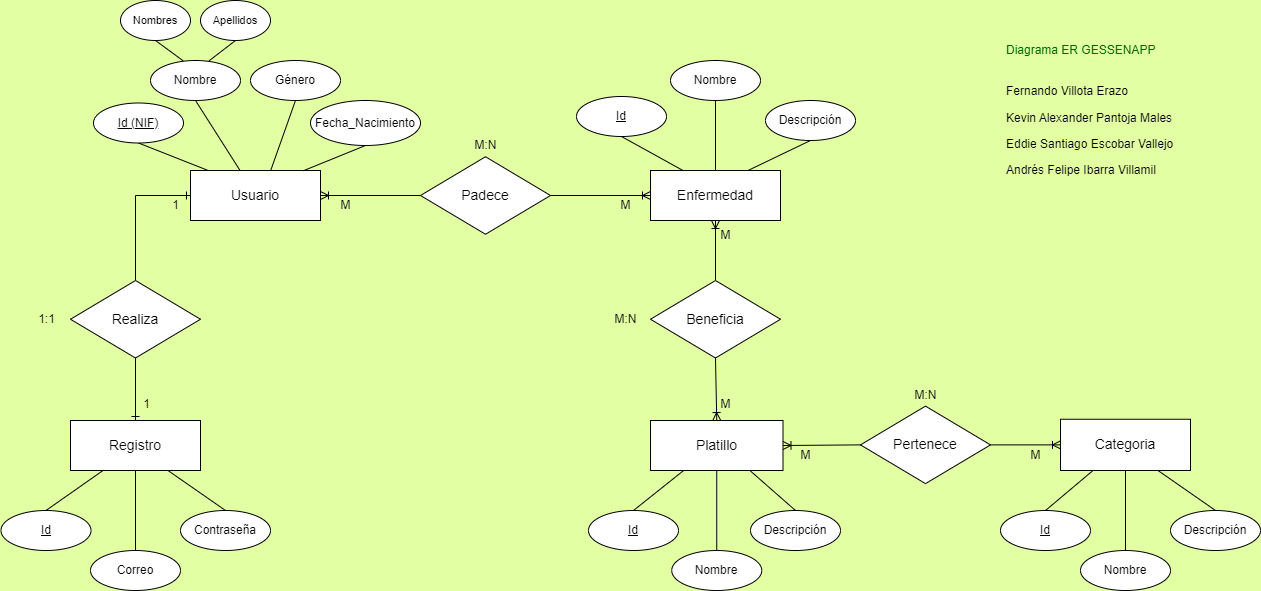 Nombres
Apellidos
Nombre
Género
Id (NIF)
Fecha_Nacimiento
Usuario
1
M
M:N
Padece
M
Nombre
Id
Descripción
Enfermedad
M
Diagrama ER GESSENAPP
Fernando Villota Erazo
Kevin Alexander Pantoja Males
Eddie Santiago Escobar Vallejo
Andrés Felipe Ibarra Villamil
1:1
Realiza
1
Registro
Id
Contraseña
Correo
M:N
Beneficia
M
Platillo
M
Id
Descripción
Nombre
M:N
Pertenece
M
Categoria
Id
Descripción
Nombre